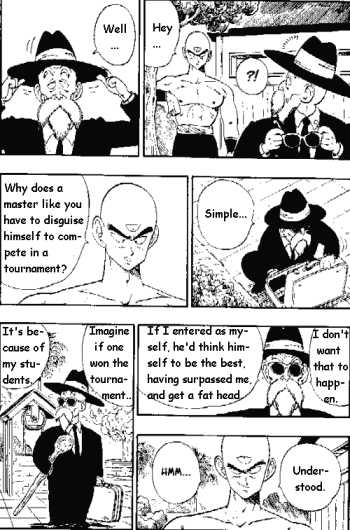 Well
...
Hey
...
?!
Why does a
master like you
have to disguise
himself to com-
pete in a
tournament?
Simple...
It's be-
cause of
my stu-
dents.
Imagine
if one
won the
tourna-
ment..
If I entered as my-
self, he'd think him-
self to be the best,
having surpassed me,
and get a fat head.
I don't
want
that to
happ-
en.
HMM...
Under-
stood.